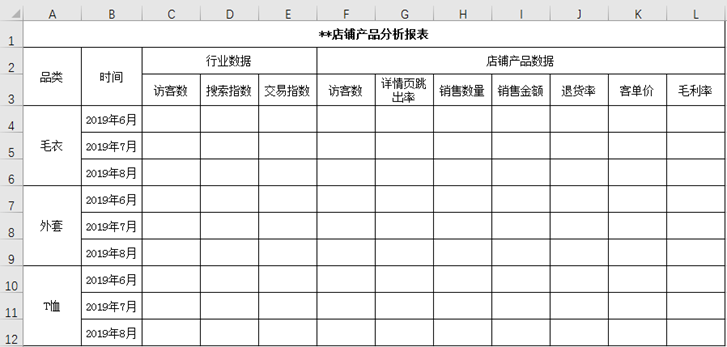 A B C D E F G H I J K L
1 **店铺产品分析报表
2 品类 时间 行业数据 店铺产品数据
3 访客数 搜索指数 交易指数 访客数 详情页跳出率 销售数量 销售金额 退货率 客单价 毛利率
4 毛衣 2019年6月
5 2019年7月
6 2019年8月
7 外套 2019年6月
8 2019年7月
9 2019年8月
10 T恤 2019年6月
11 2019年7月
12 2019年8月